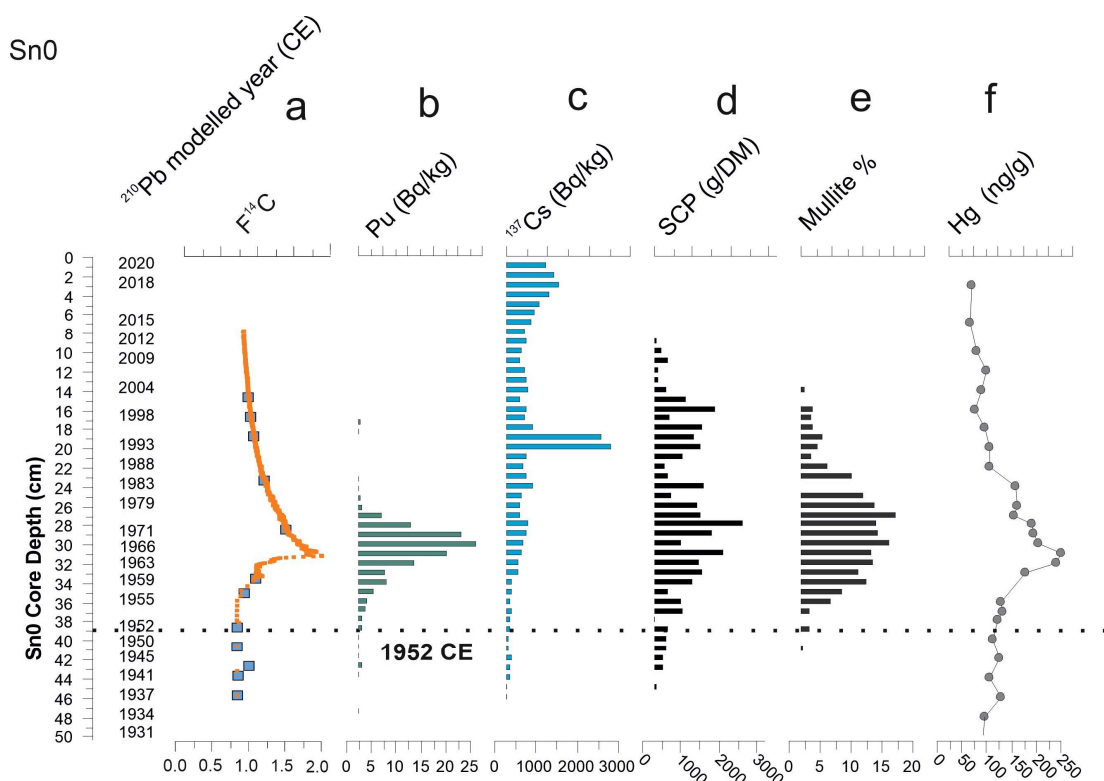 Sn0
²¹⁰Pb modelled year (CE)
a
b
c
d
e
f
F¹⁴C
Pu (Bq/kg)
¹³⁷Cs (Bq/kg)
SCP (g/DM)
Mullite %
Hg (ng/g)
Sn0 Core Depth (cm)
0 2020
2 2018
4
6 2015
8 2012
10 2009
12
14 2004
16 1998
18
20 1993
22 1988
24 1983
26 1979
28 1971
30 1966
32 1963
34 1959
36 1955
38 1952
40 1950
1952 CE
42 1945
44 1941
46 1937
48 1934
50 1931
0.0 0.5 1.0 1.5 2.0
0 5 10 15 20 25
0 1000 2000 3000
0 1000 2000 3000
0 5 10 15 20 25
0 50 100 150 200 250